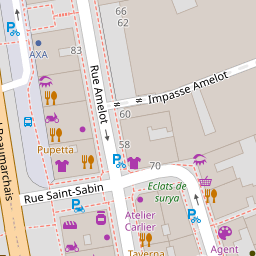 66
62
83
AXA
Rue Amelot
Impasse Amelot
60
58
Pupetta.
70
Beaumarchais
Rue Saint-Sabin
Eclats de
surya
Atelier
Carlier
Taverna
Agent